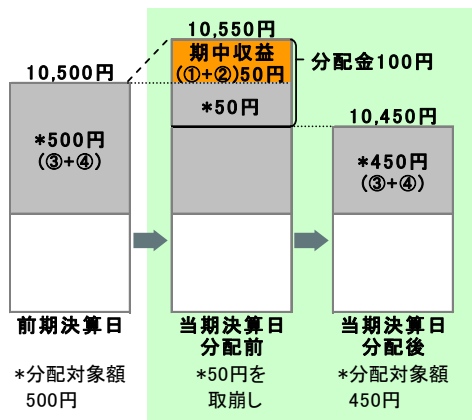 10,550円
期中収益
(①+②)50円
分配金100円
10,500円
*50円
10,450円
*500円
(③+④)
*450円
(③+④)
前期決算日
当期決算日
分配前
当期決算日
分配後
*分配対象額
500円
*50円を
取崩し
*分配対象額
450円